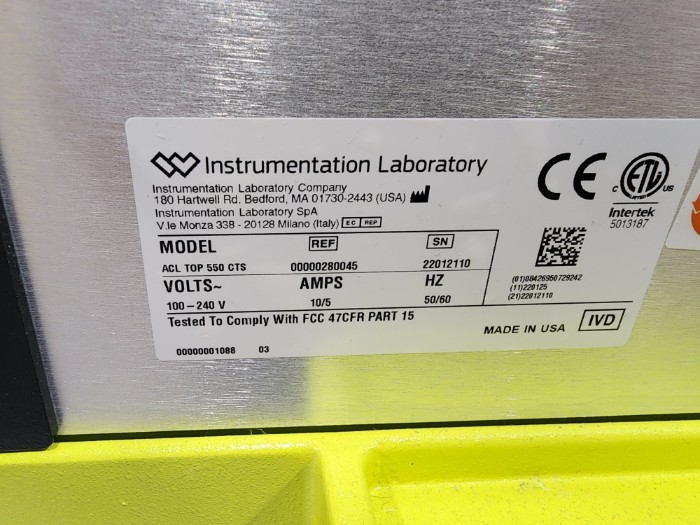 Instrumentation Laboratory
Instrumentation Laboratory Company
180 Hartwell Rd. Bedford, MA 01730-2443 (USA)
Instrumentation Laboratory SpA
V.le Monza 338 - 20128 Milano (Italy) EC REP
CE
c ETL us
Intertek
5013187
MODEL REF SN
ACL TOP 550 CTS 00000280045 22012110
VOLTS~ AMPS HZ
100-240 V 10/5 50/60
(01)08426950729242
(11)220125
(21)22012110
Tested To Comply With FCC 47CFR PART 15
MADE IN USA IVD
00000001088 03